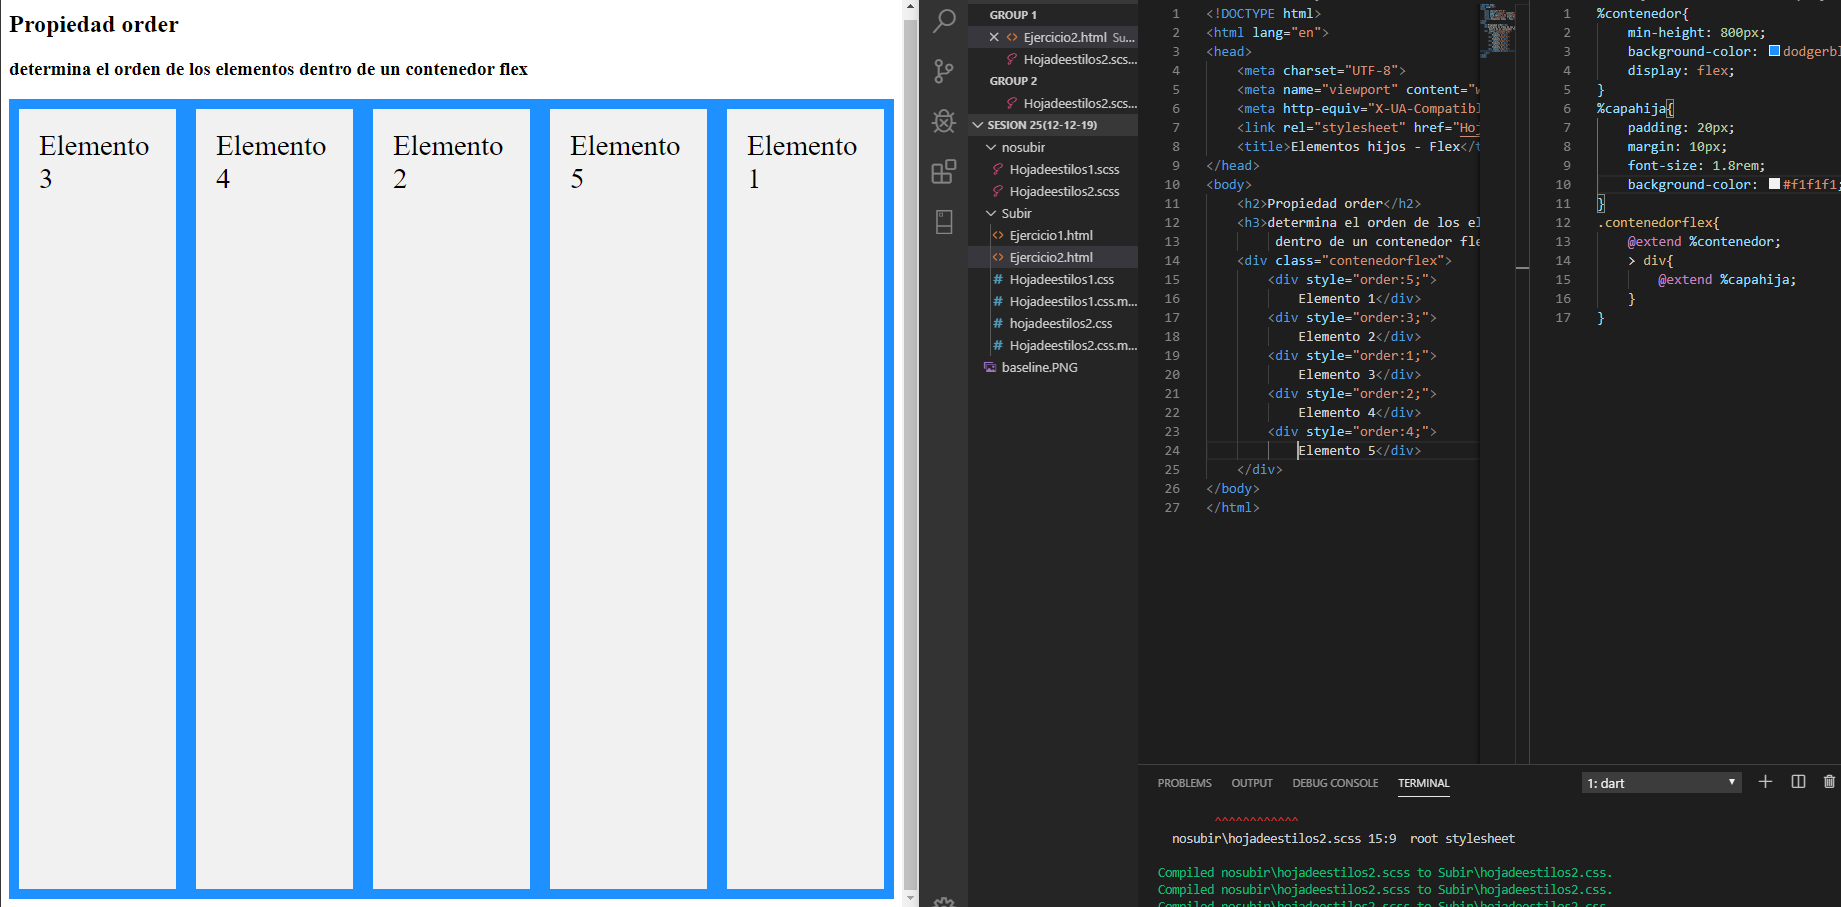 Propiedad order
determina el orden de los elementos dentro de un contenedor flex
Elemento
3
Elemento
4
Elemento
2
Elemento
5
Elemento
1
GROUP 1
Ejercicio2.html Su...
Hojadeestilos2.scs...
GROUP 2
Hojadeestilos2.scs...
SESION 25(12-12-19)
nosubir
Hojadeestilos1.scss
Hojadeestilos2.scss
Subir
Ejercicio1.html
Ejercicio2.html
Hojadeestilos1.css
Hojadeestilos1.css.m...
hojadeestilos2.css
Hojadeestilos2.css.m...
baseline.PNG
1 <!DOCTYPE html>
2 <html lang="en">
3 <head>
4 <meta charset="UTF-8">
5 <meta name="viewport" content="w
6 <meta http-equiv="X-UA-Compatibl
7 <link rel="stylesheet" href="Hoj
8 <title>Elementos hijos - Flex</t
9 </head>
10 <body>
11 <h2>Propiedad order</h2>
12 <h3>determina el orden de los el
13 dentro de un contenedor fle
14 <div class="contenedorflex">
15 <div style="order:5;">
16 Elemento 1</div>
17 <div style="order:3;">
18 Elemento 2</div>
19 <div style="order:1;">
20 Elemento 3</div>
21 <div style="order:2;">
22 Elemento 4</div>
23 <div style="order:4;">
24 Elemento 5</div>
25 </div>
26 </body>
27 </html>
1 %contenedor{
2 min-height: 800px;
3 background-color: dodgerbl
4 display: flex;
5 }
6 %capahija{
7 padding: 20px;
8 margin: 10px;
9 font-size: 1.8rem;
10 background-color: #f1f1f1;
11 }
12 .contenedorflex{
13 @extend %contenedor;
14 > div{
15 @extend %capahija;
16 }
17 }
PROBLEMS OUTPUT DEBUG CONSOLE TERMINAL 1: dart
^^^^^^^^^^^^
nosubir\hojadeestilos2.scss 15:9 root stylesheet
Compiled nosubir\hojadeestilos2.scss to Subir\hojadeestilos2.css.
Compiled nosubir\hojadeestilos2.scss to Subir\hojadeestilos2.css.
Compiled nosubir\hojadeestilos2.scss to Subir\hojadeestilos2.css.